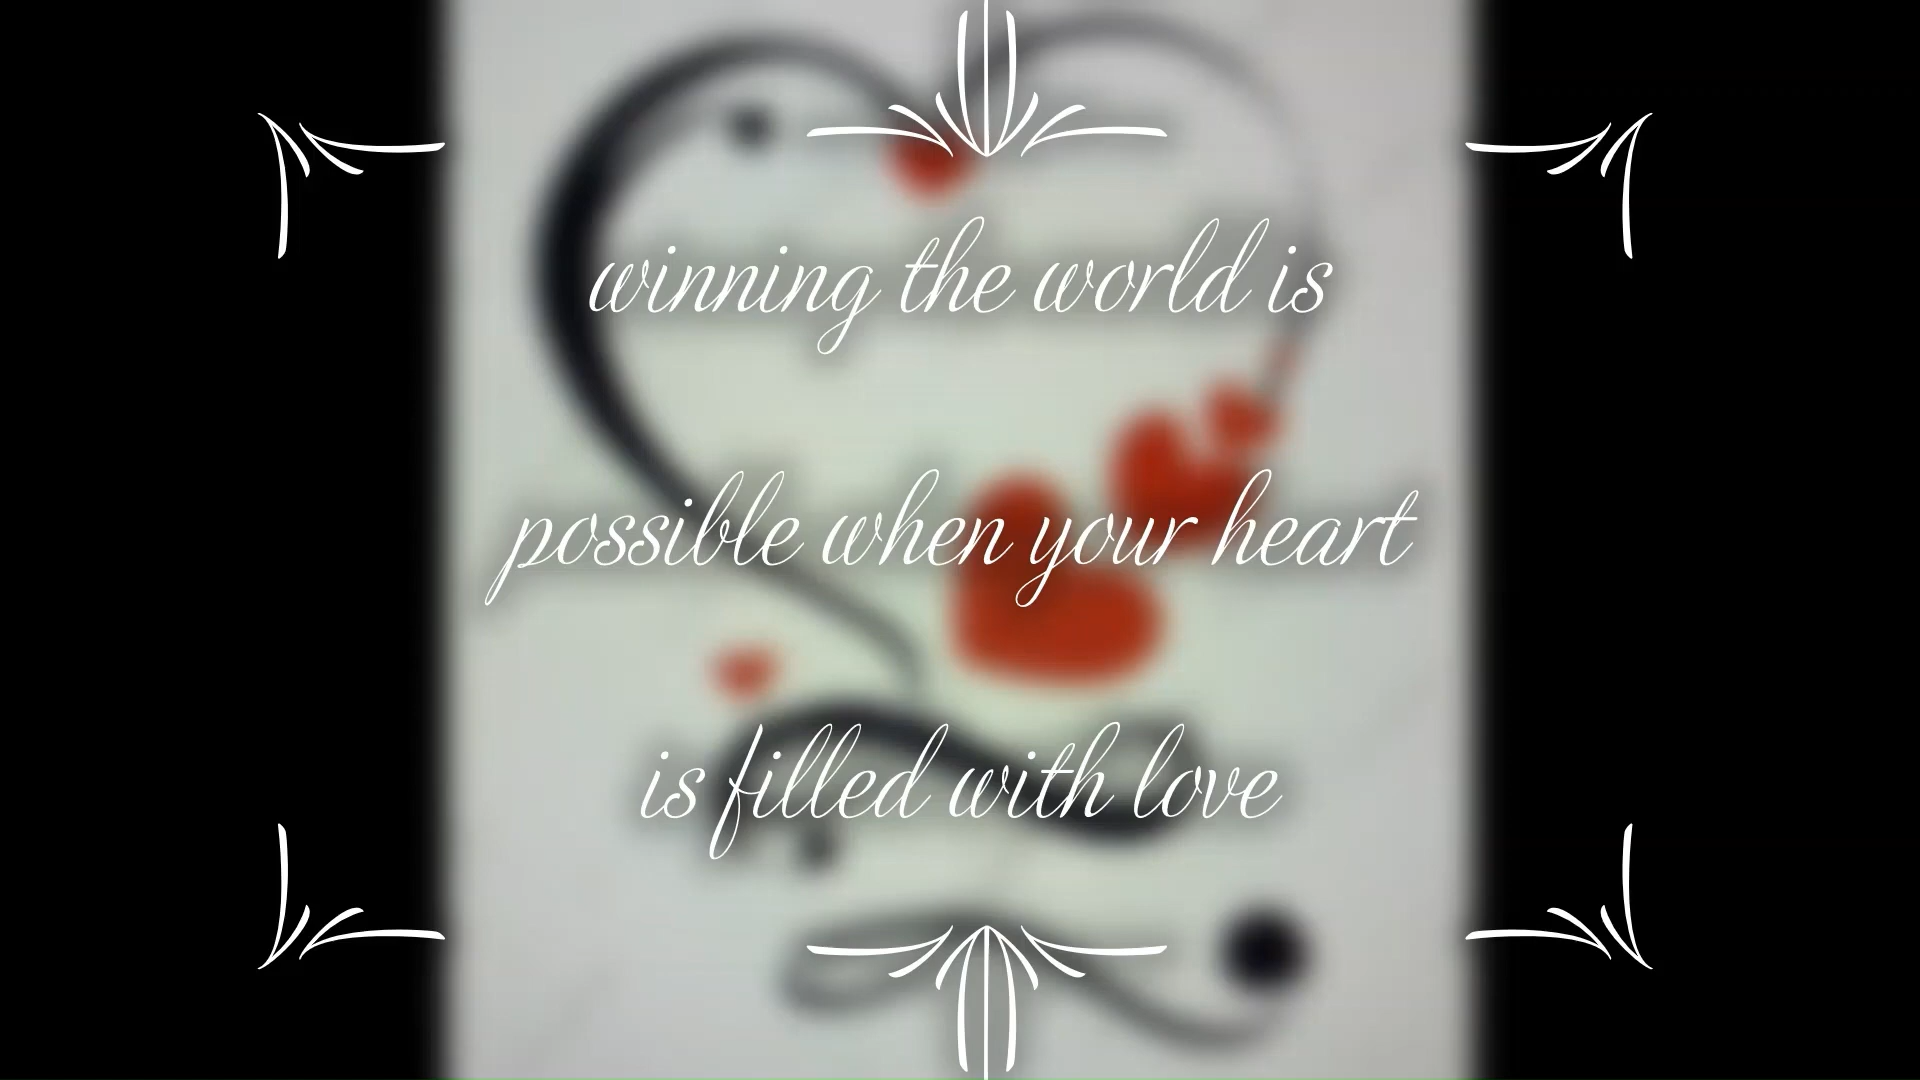 winning the world is
possible when your heart
is filled with love